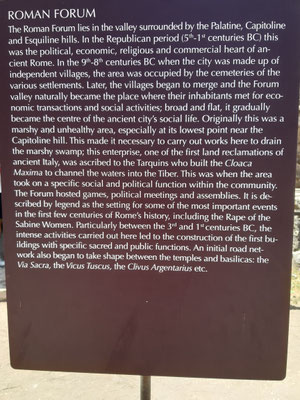 ROMAN FORUM
The Roman Forum lies in the valley surrounded by the Palatine, Capitoline
and Esquiline hills. In the Republican period (5th-1st centuries BC) this
was the political, economic, religious and commercial heart of an-
cient Rome. In the 9th-8th centuries BC when the city was made up of
independent villages, the area was occupied by the cemeteries of the
various settlements. Later, the villages began to merge and the Forum
valley naturally became the place where their inhabitants met for eco-
nomic transactions and social activities; broad and flat, it gradually
became the centre of the ancient city's social life. Originally this was a
marshy and unhealthy area, especially at its lowest point near the
Capitoline hill. This made it necessary to carry out works here to drain
the marshy swamp; this enterprise, one of the first land reclamations of
ancient Italy, was ascribed to the Tarquins who built the Cloaca
Maxima to channel the waters into the Tiber. This was when the area
took on a specific social and political function within the community.
The Forum hosted games, political meetings and assemblies. It is de-
scribed by legend as the setting for some of the most important events
in the first few centuries of Rome's history, including the Rape of the
Sabine Women. Particularly between the 3rd and 1st centuries BC, the
intense activities carried out here led to the construction of the first bu-
ildings with specific sacred and public functions. An initial road net-
work also began to take shape between the temples and basilicas: the
Via Sacra, the Vicus Tuscus, the Clivus Argentarius etc.